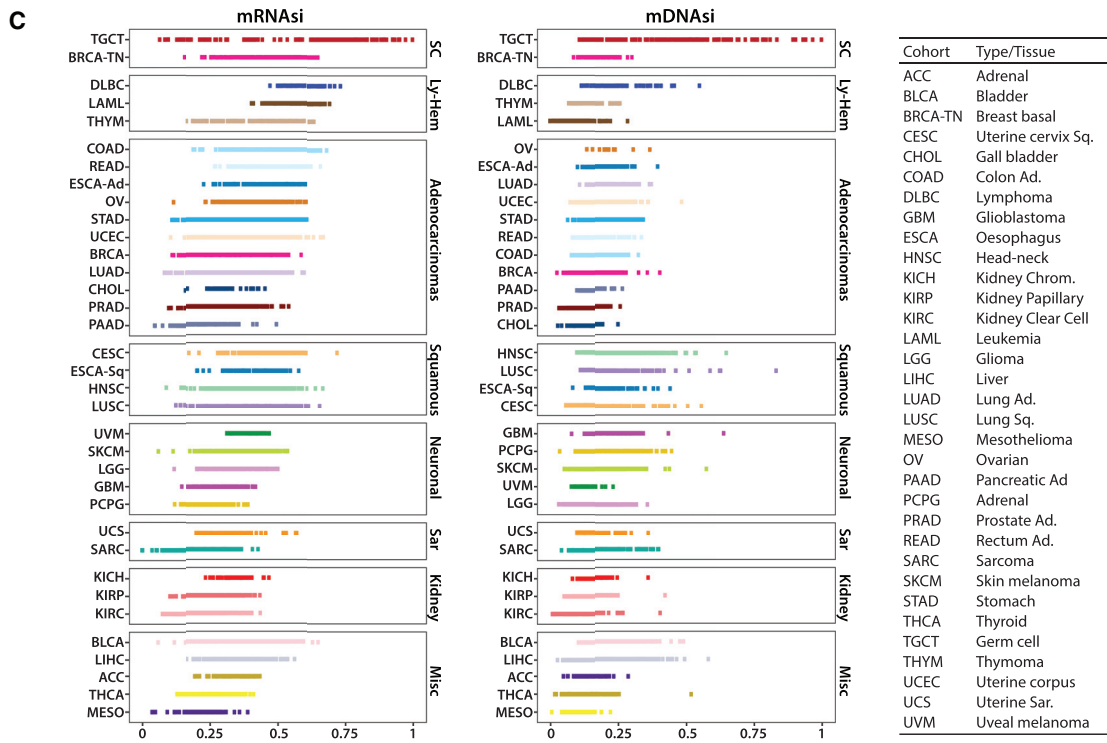 C
mRNAsi
TGCT
BRCA-TN
SC
DLBC
LAML
THYM
Ly-Hem
COAD
READ
ESCA-Ad
OV
STAD
UCEC
BRCA
LUAD
CHOL
PRAD
PAAD
Adenocarcinomas
CESC
ESCA-Sq
HNSC
LUSC
Squamous
UVM
SKCM
LGG
GBM
PCPG
Neuronal
UCS
SARC
Sar
KICH
KIRP
KIRC
Kidney
BLCA
LIHC
ACC
THCA
MESO
Misc
0 0.25 0.5 0.75 1
mDNAsi
TGCT
BRCA-TN
SC
DLBC
THYM
LAML
Ly-Hem
OV
ESCA-Ad
LUAD
UCEC
STAD
READ
COAD
BRCA
PAAD
PRAD
CHOL
Adenocarcinomas
HNSC
LUSC
ESCA-Sq
CESC
Squamous
GBM
PCPG
SKCM
UVM
LGG
Neuronal
UCS
SARC
Sar
KICH
KIRP
KIRC
Kidney
BLCA
LIHC
ACC
THCA
MESO
Misc
0 0.25 0.5 0.75 1
Cohort Type/Tissue
ACC Adrenal
BLCA Bladder
BRCA-TN Breast basal
CESC Uterine cervix Sq.
CHOL Gall bladder
COAD Colon Ad.
DLBC Lymphoma
GBM Glioblastoma
ESCA Oesophagus
HNSC Head-neck
KICH Kidney Chrom.
KIRP Kidney Papillary
KIRC Kidney Clear Cell
LAML Leukemia
LGG Glioma
LIHC Liver
LUAD Lung Ad.
LUSC Lung Sq.
MESO Mesothelioma
OV Ovarian
PAAD Pancreatic Ad
PCPG Adrenal
PRAD Prostate Ad.
READ Rectum Ad.
SARC Sarcoma
SKCM Skin melanoma
STAD Stomach
THCA Thyroid
TGCT Germ cell
THYM Thymoma
UCEC Uterine corpus
UCS Uterine Sar.
UVM Uveal melanoma